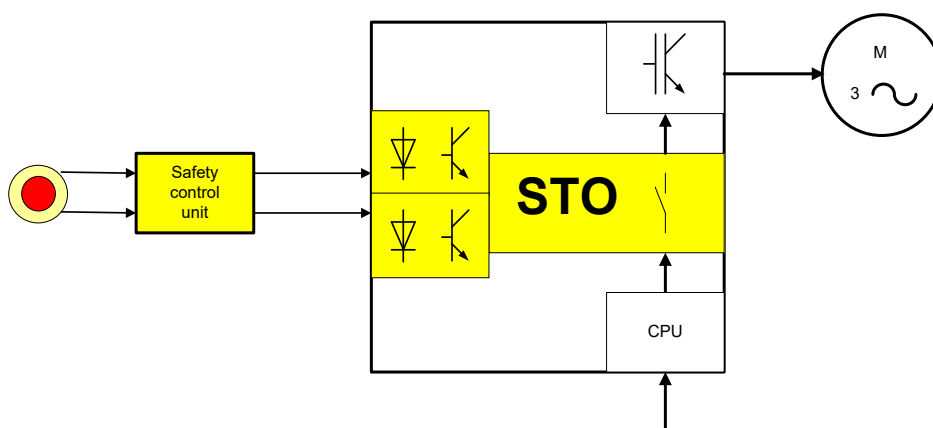 M
3
Safety
control
unit
STO
CPU